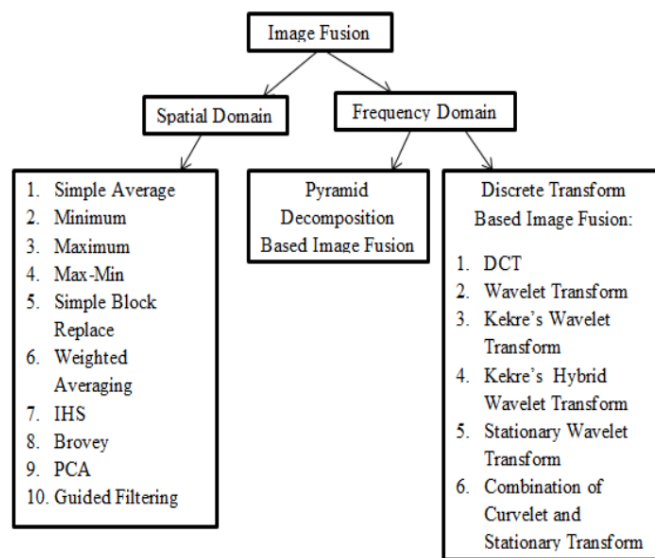 Image Fusion
Spatial Domain
Frequency Domain
1. Simple Average
2. Minimum
3. Maximum
4. Max-Min
5. Simple Block
Replace
6. Weighted
Averaging
7. IHS
8. Brovey
9. PCA
10. Guided Filtering
Pyramid
Decomposition
Based Image Fusion
Discrete Transform
Based Image Fusion:
1. DCT
2. Wavelet Transform
3. Kekre's Wavelet
Transform
4. Kekre's Hybrid
Wavelet Transform
5. Stationary Wavelet
Transform
6. Combination of
Curvelet and
Stationary Transform